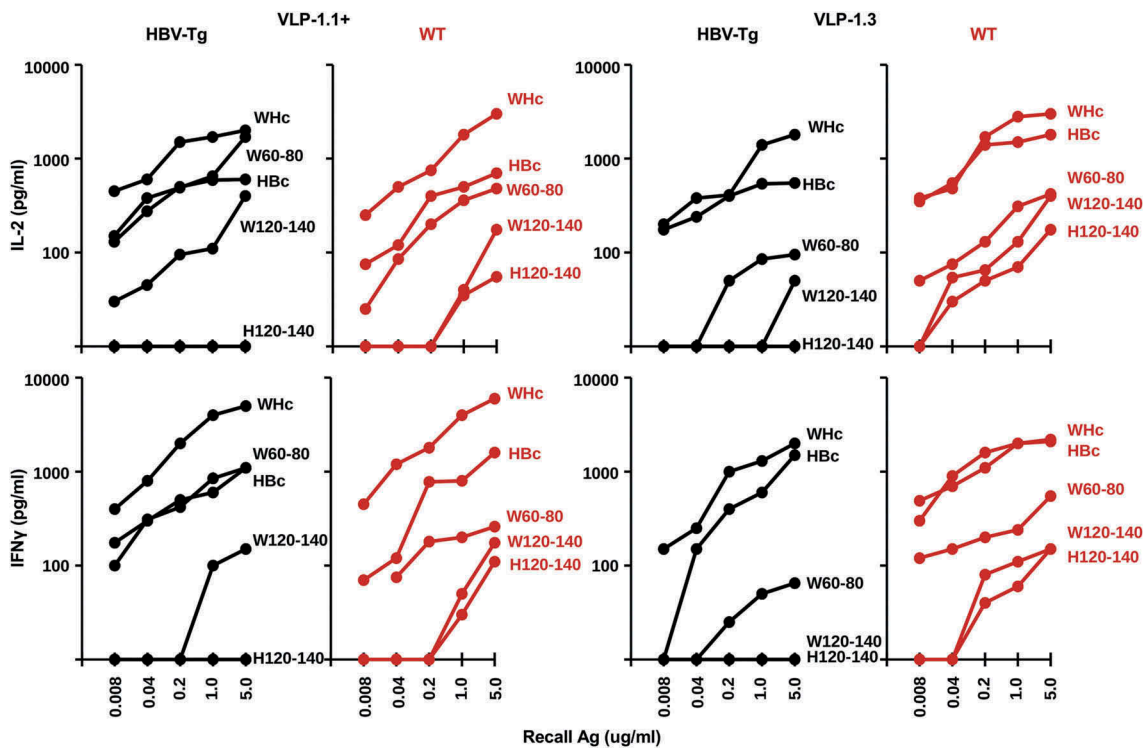 VLP-1.1+
VLP-1.3
HBV-Tg
WT
HBV-Tg
WT
IL-2 (pg/ml)
10000
1000
100
WHc
W60-80
HBc
W120-140
H120-140
WHc
HBc
W60-80
W120-140
H120-140
10000
1000
100
WHc
HBc
W60-80
W120-140
H120-140
WHc
HBc
W60-80
W120-140
H120-140
IFNγ (pg/ml)
10000
1000
100
WHc
W60-80
HBc
W120-140
H120-140
WHc
HBc
W60-80
W120-140
H120-140
10000
1000
100
WHc
HBc
W60-80
W120-140
H120-140
WHc
HBc
W60-80
W120-140
H120-140
0.008 0.04 0.2 1.0 5.0
0.008 0.04 0.2 1.0 5.0
0.008 0.04 0.2 1.0 5.0
0.008 0.04 0.2 1.0 5.0
Recall Ag (ug/ml)